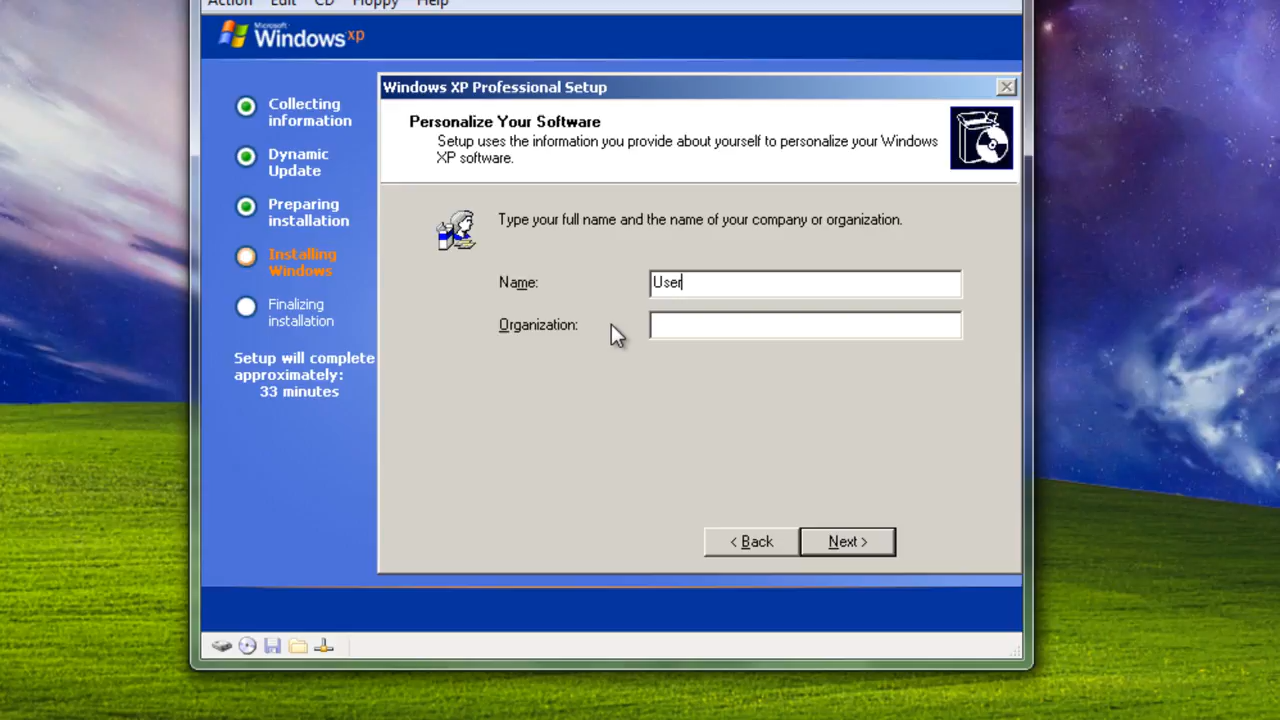 Action Edit CD Floppy Help
Microsoft
Windows xp
Windows XP Professional Setup
Collecting
information
Dynamic
Update
Preparing
installation
Installing
Windows
Finalizing
installation
Setup will complete
approximately:
33 minutes
Personalize Your Software
Setup uses the information you provide about yourself to personalize your Windows
XP software.
Type your full name and the name of your company or organization.
Name: User
Organization:
< Back Next >